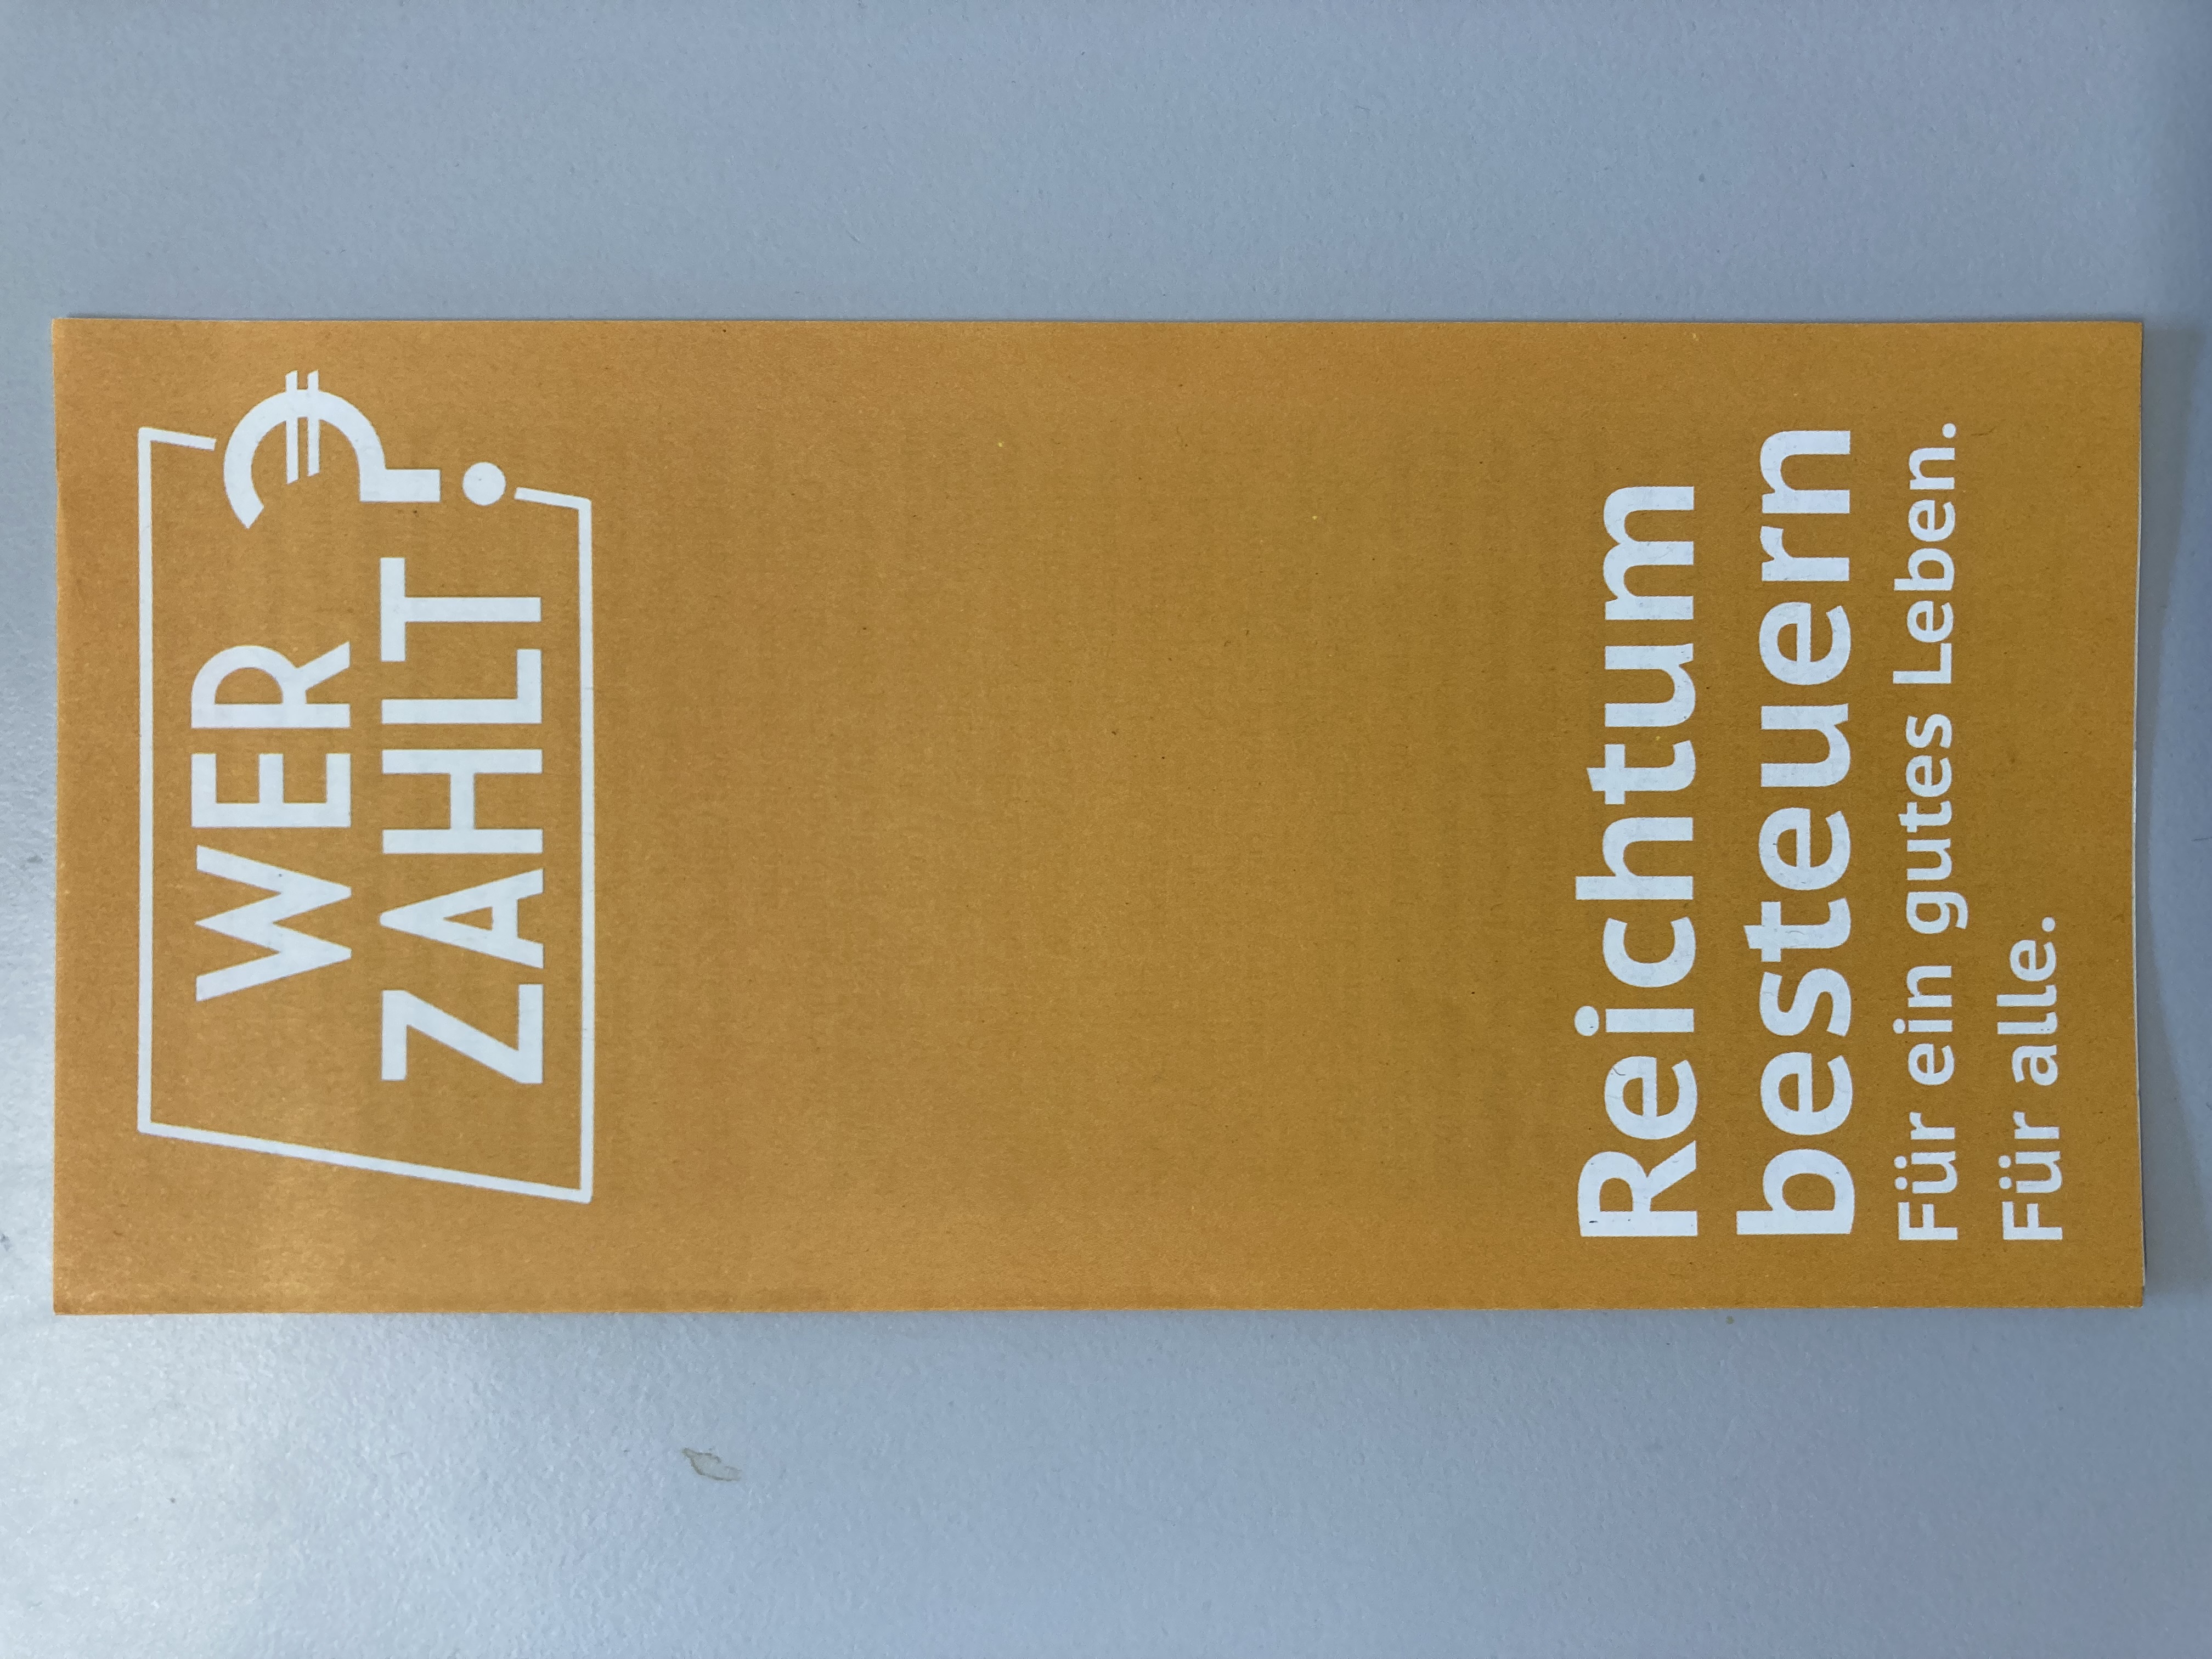 WER
ZAHLT?
Reichtum
besteuern
Für ein gutes Leben.
Für alle.